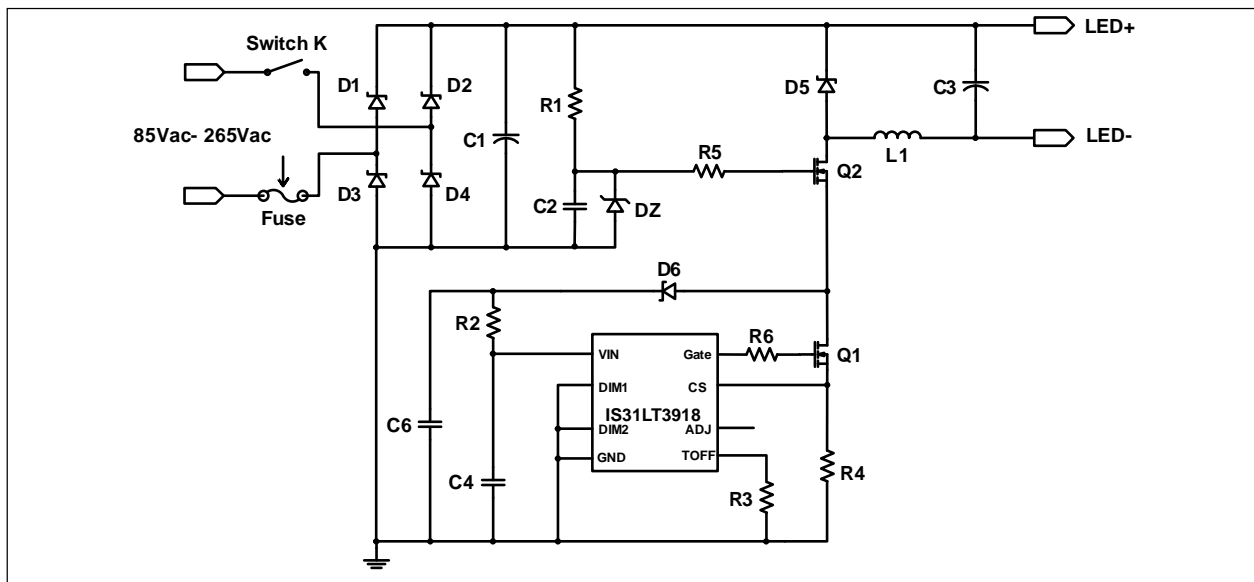 LED+
Switch K
D1
D2
D5
C3
R1
C1
85Vac- 265Vac
LED-
L1
R5
Q2
D3
D4
C2
DZ
Fuse
D6
R2
R6
VIN
Gate
Q1
DIM1
CS
IS31LT3918
C6
DIM2
ADJ
GND
TOFF
R4
C4
R3